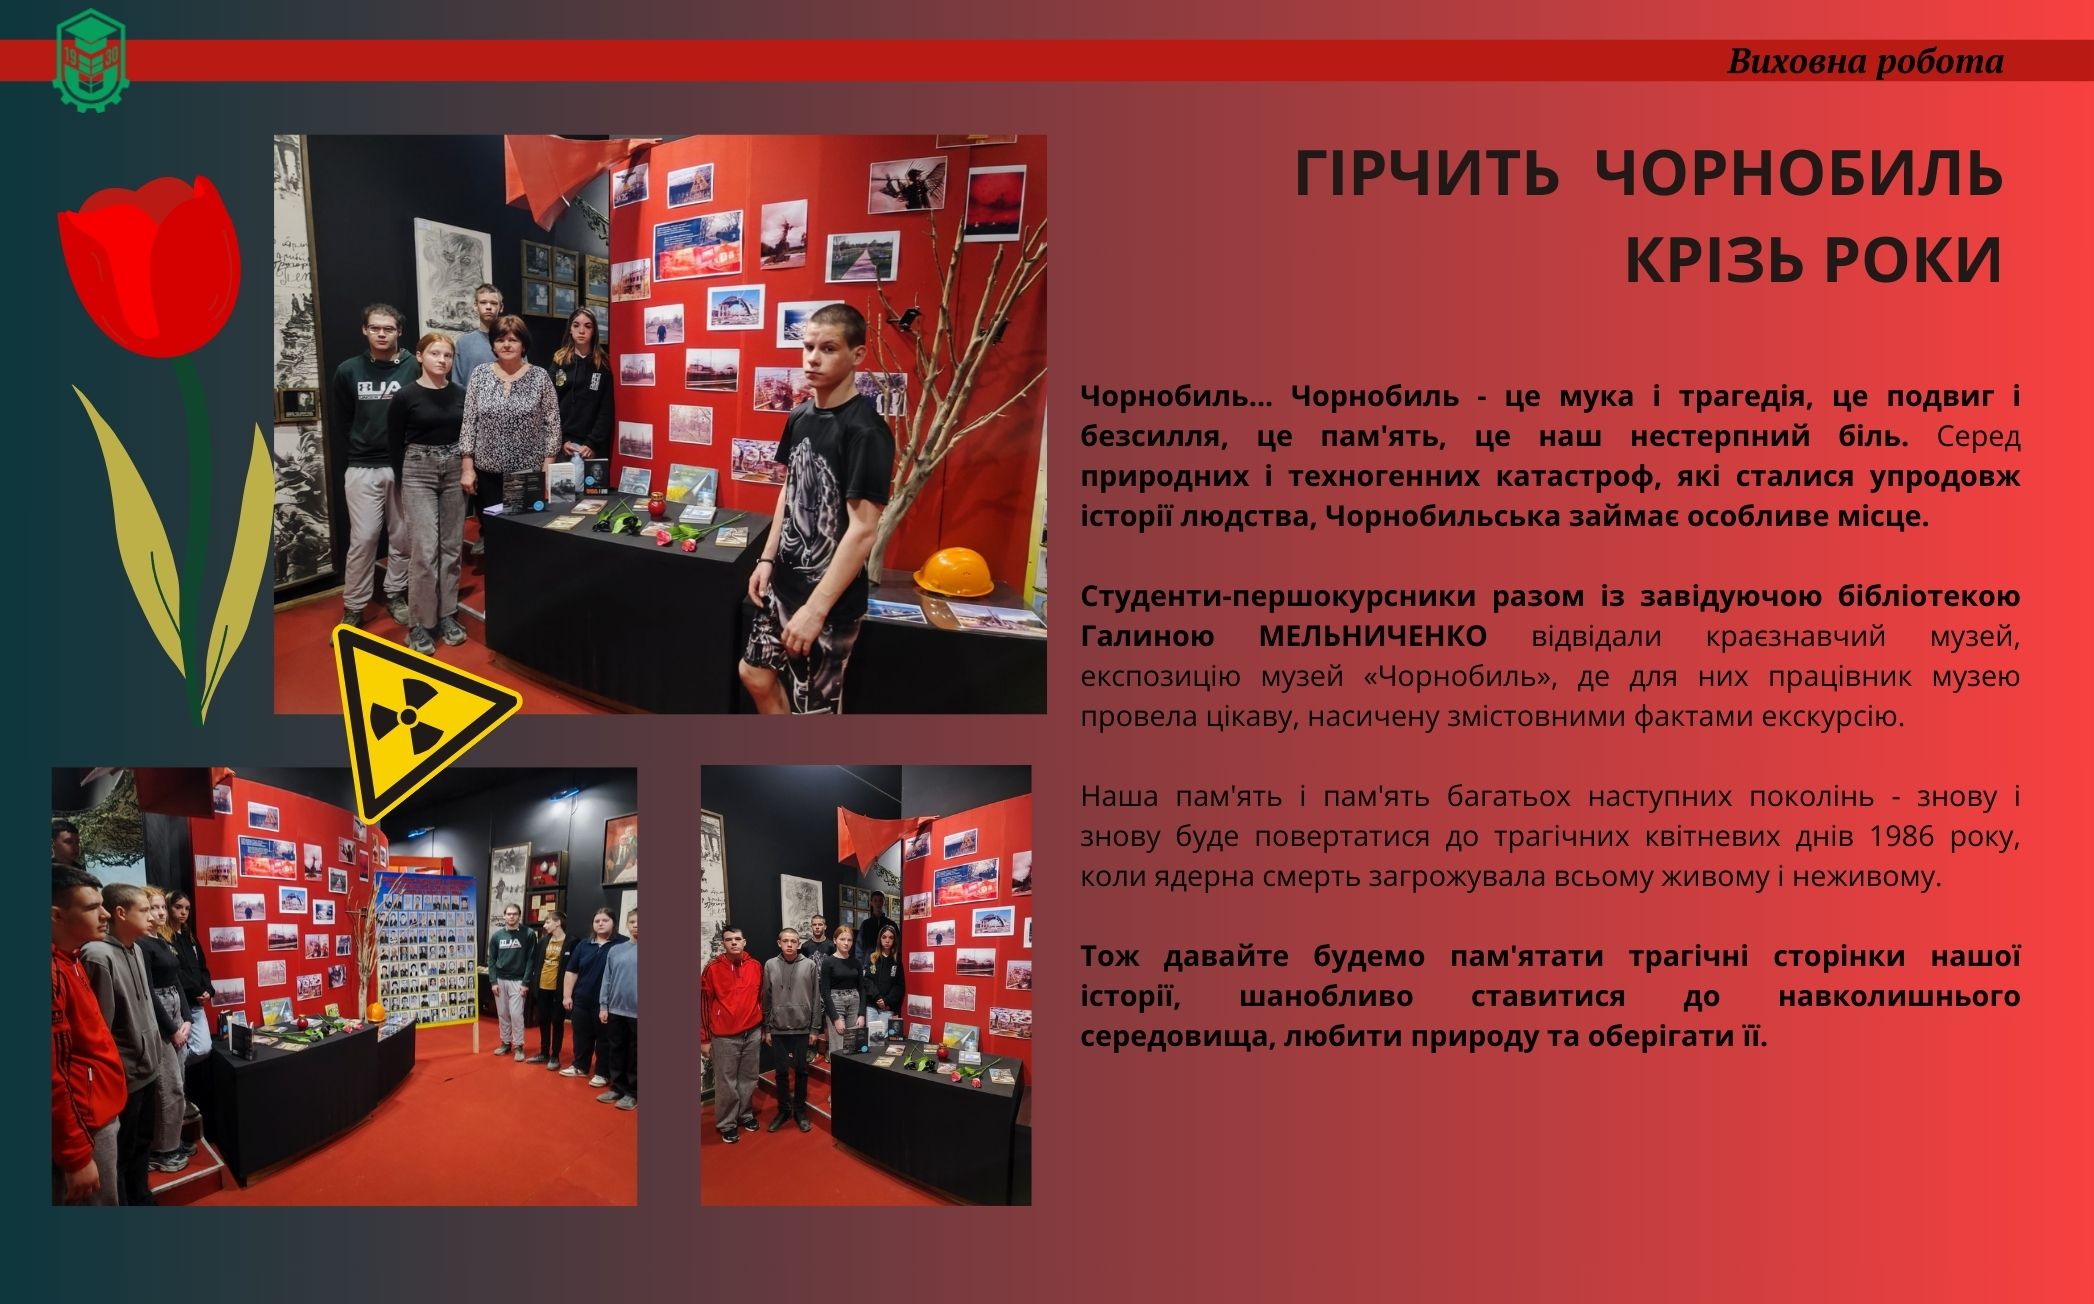 19 30
Виховна робота
ГІРЧИТЬ ЧОРНОБИЛЬ
КРІЗЬ РОКИ
Чорнобиль... Чорнобиль - це мука і трагедія, це подвиг і
безсилля, це пам'ять, це наш нестерпний біль. Серед
природних і техногенних катастроф, які сталися упродовж
історії людства, Чорнобильська займає особливе місце.
Студенти-першокурсники разом із завідуючою бібліотекою
Галиною МЕЛЬНИЧЕНКО відвідали краєзнавчий музей,
експозицію музей «Чорнобиль», де для них працівник музею
провела цікаву, насичену змістовними фактами екскурсію.
Наша пам'ять і пам'ять багатьох наступних поколінь - знову і
знову буде повертатися до трагічних квітневих днів 1986 року,
коли ядерна смерть загрожувала всьому живому і неживому.
Тож давайте будемо пам'ятати трагічні сторінки нашої
історії, шанобливо ставитися до навколишнього
середовища, любити природу та оберігати її.